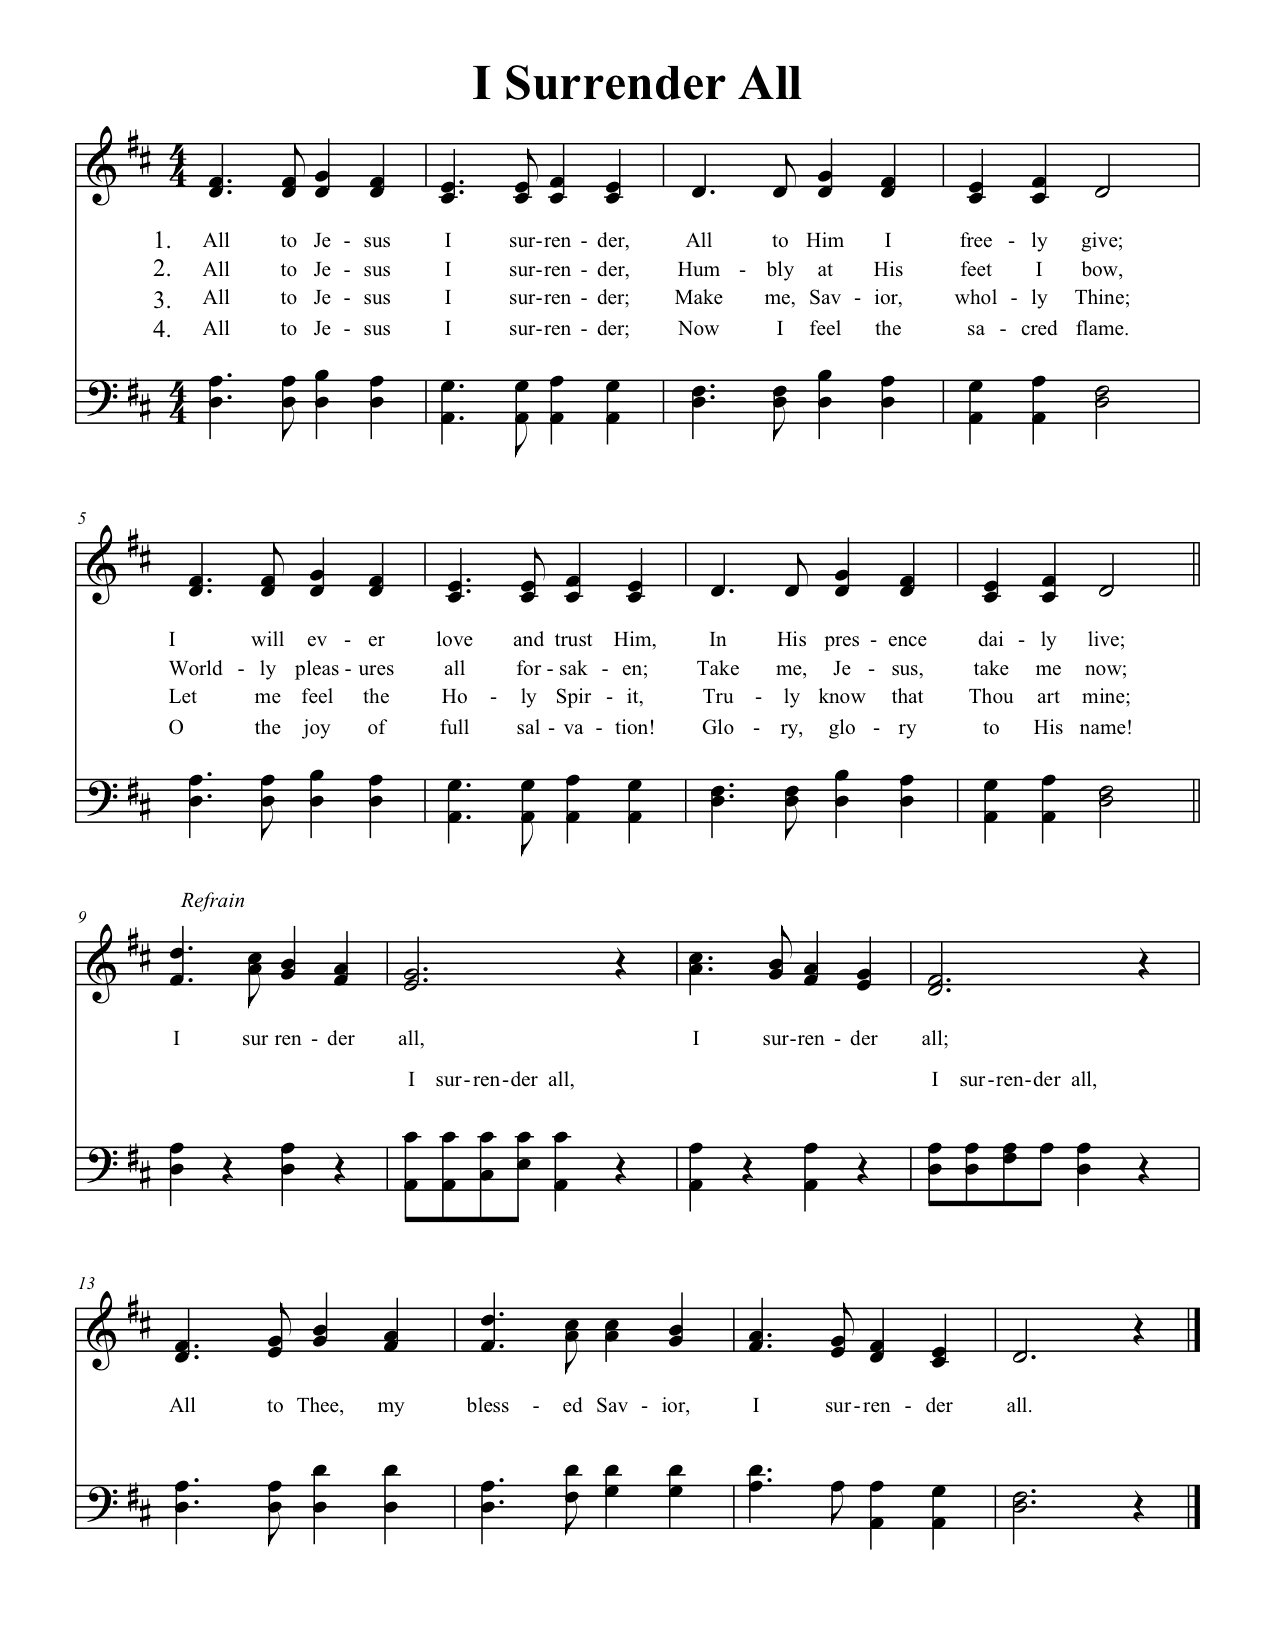 I Surrender All
4
4
1. All to Je - sus I sur-ren - der, All to Him I free - ly give;
2. All to Je - sus I sur-ren - der, Hum - bly at His feet I bow,
3. All to Je - sus I sur-ren - der; Make me, Sav - ior, whol - ly Thine;
4. All to Je - sus I sur-ren - der; Now I feel the sa - cred flame.
4
4
5
I will ev - er love and trust Him, In His pres - ence dai - ly live;
World - ly pleas - ures all for - sak - en; Take me, Je - sus, take me now;
Let me feel the Ho - ly Spir - it, Tru - ly know that Thou art mine;
O the joy of full sal - va - tion! Glo - ry, glo - ry to His name!
Refrain
9
I sur ren - der all, I sur-ren - der all;
I sur-ren-der all, I sur-ren-der all,
13
All to Thee, my bless - ed Sav - ior, I sur-ren - der all.